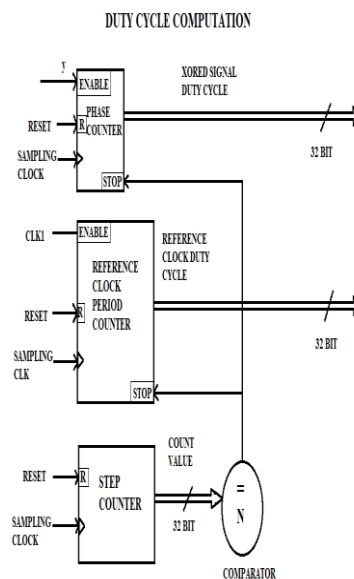 DUTY CYCLE COMPUTATION
y
ENABLE
XORED SIGNAL
DUTY CYCLE
PHASE
COUNTER
RESET
R
SAMPLING
CLOCK
STOP
32 BIT
CLK1
ENABLE
REFERENCE
CLOCK DUTY
CYCLE
REFERENCE
CLOCK
PERIOD
COUNTER
RESET
R
SAMPLING
CLK
STOP
32 BIT
COUNT
VALUE
RESET
R
STEP
COUNTER
SAMPLING
CLOCK
32 BIT
=
N
COMPARATOR